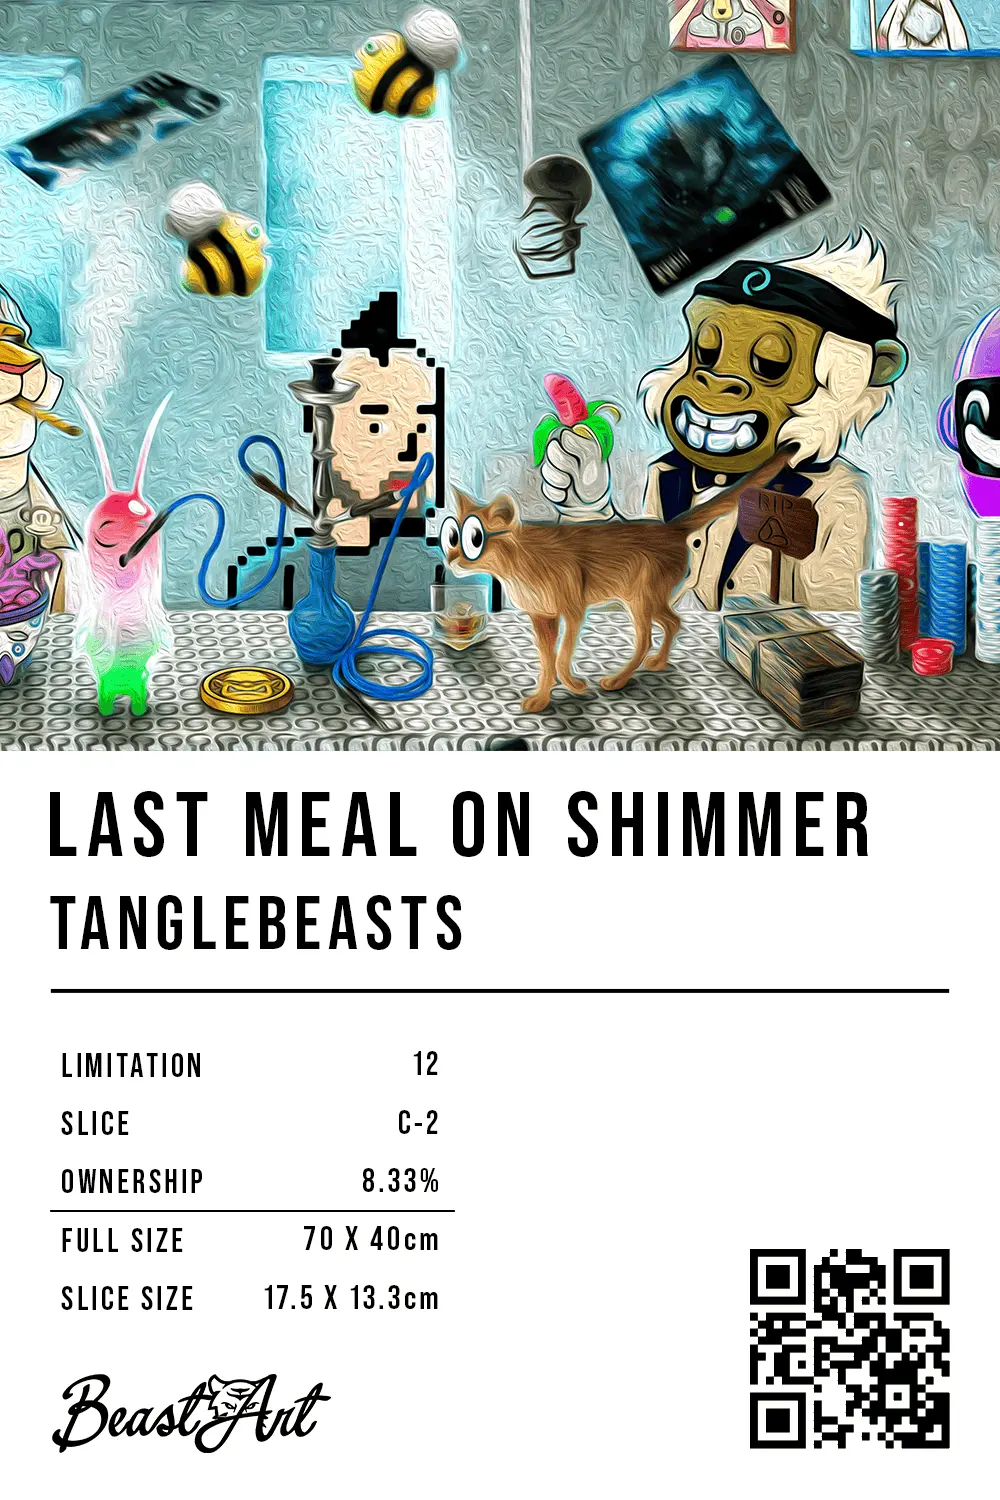 RIP
LAST MEAL ON SHIMMER
TANGLEBEASTS
LIMITATION 12
SLICE C-2
OWNERSHIP 8.33%
FULL SIZE 70 X 40cm
SLICE SIZE 17.5 X 13.3cm
BeastArt